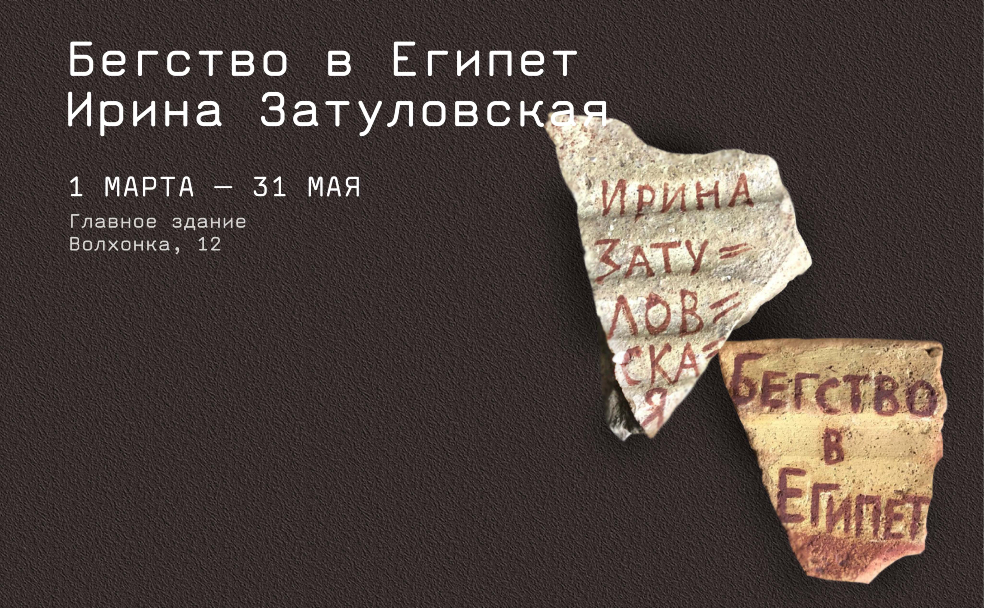 Бегство в Египет
Ирина Затуловская
1 МАРТА — 31 МАЯ
Главное здание
Волхонка, 12
ИРИНА
ЗАТУ=
ЛОВ=
СКА=
Я
БЕГСТВО
В
ЕГИПЕТ